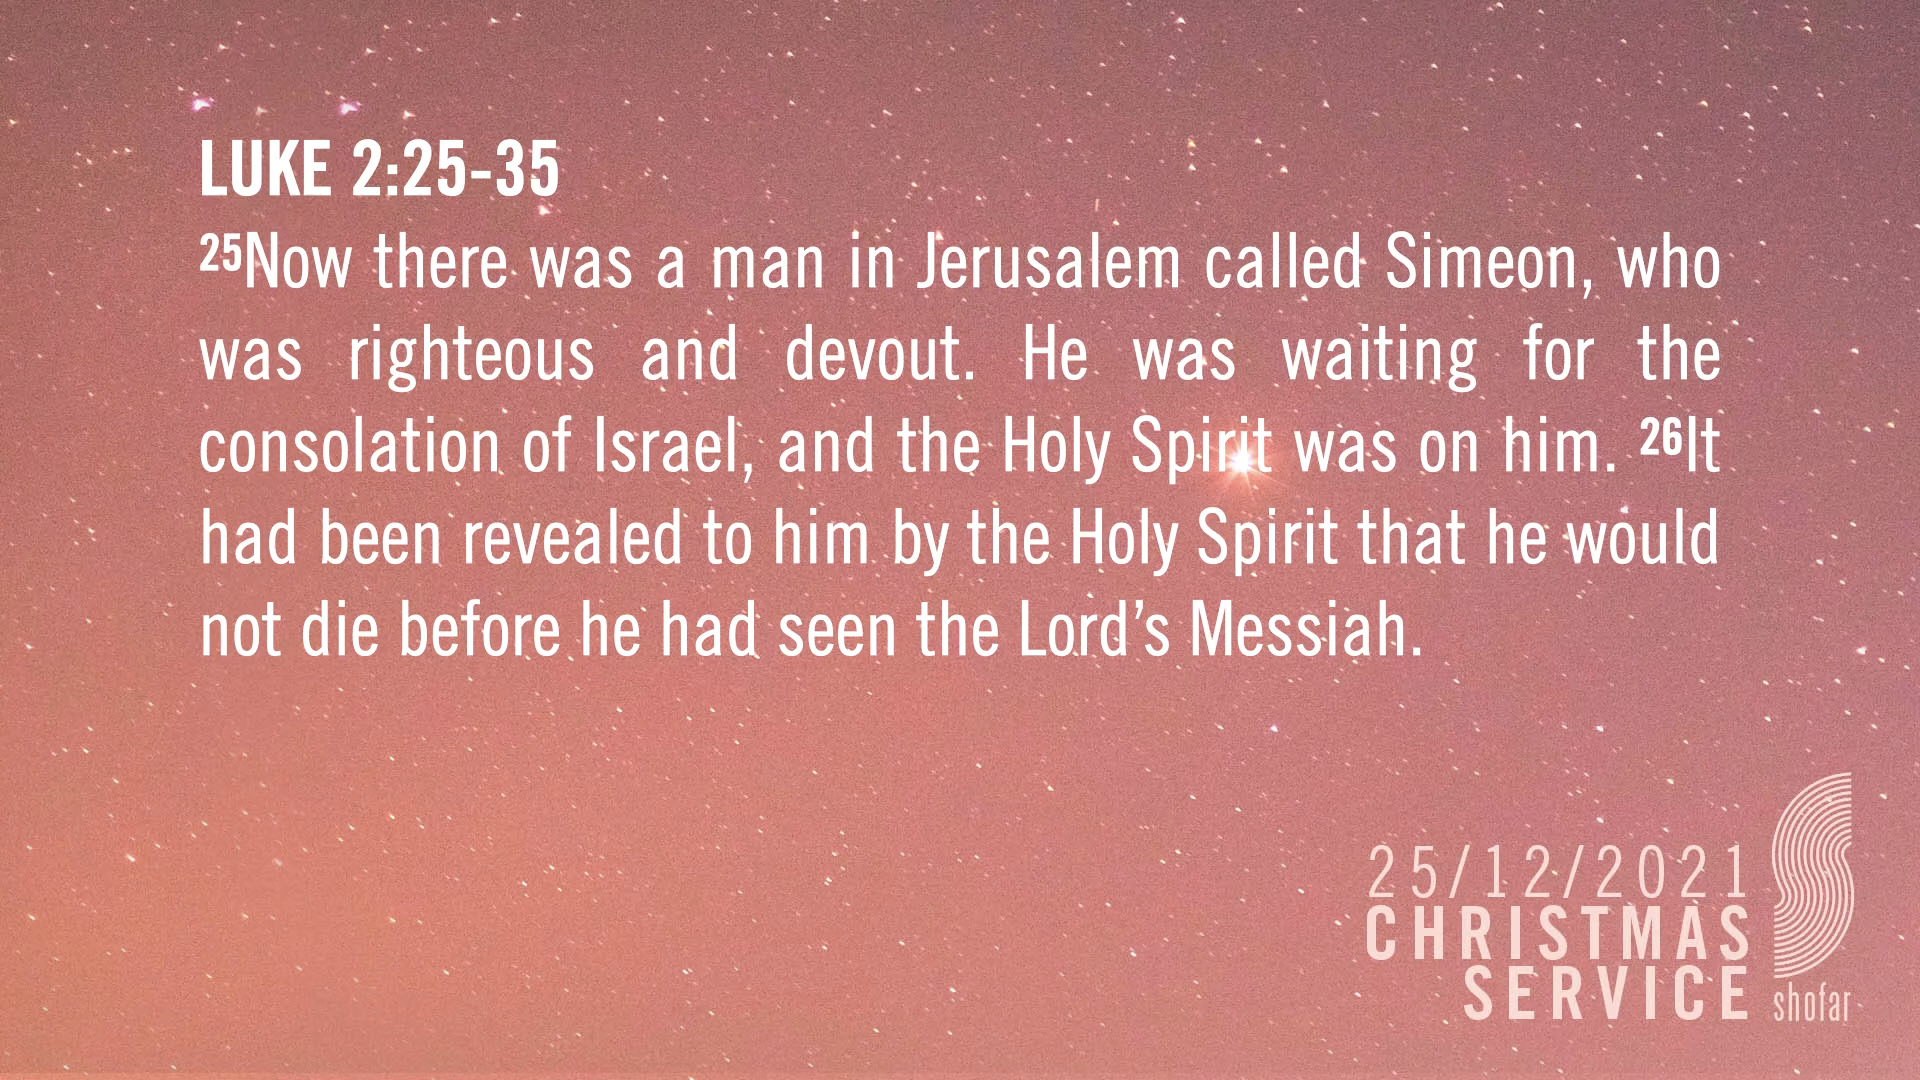 LUKE 2:25-35
25Now there was a man in Jerusalem called Simeon, who
was righteous and devout. He was waiting for the
consolation of Israel, and the Holy Spirit was on him. 26It
had been revealed to him by the Holy Spirit that he would
not die before he had seen the Lord’s Messiah.
25/12/2021
CHRISTMAS
SERVICE
shofar